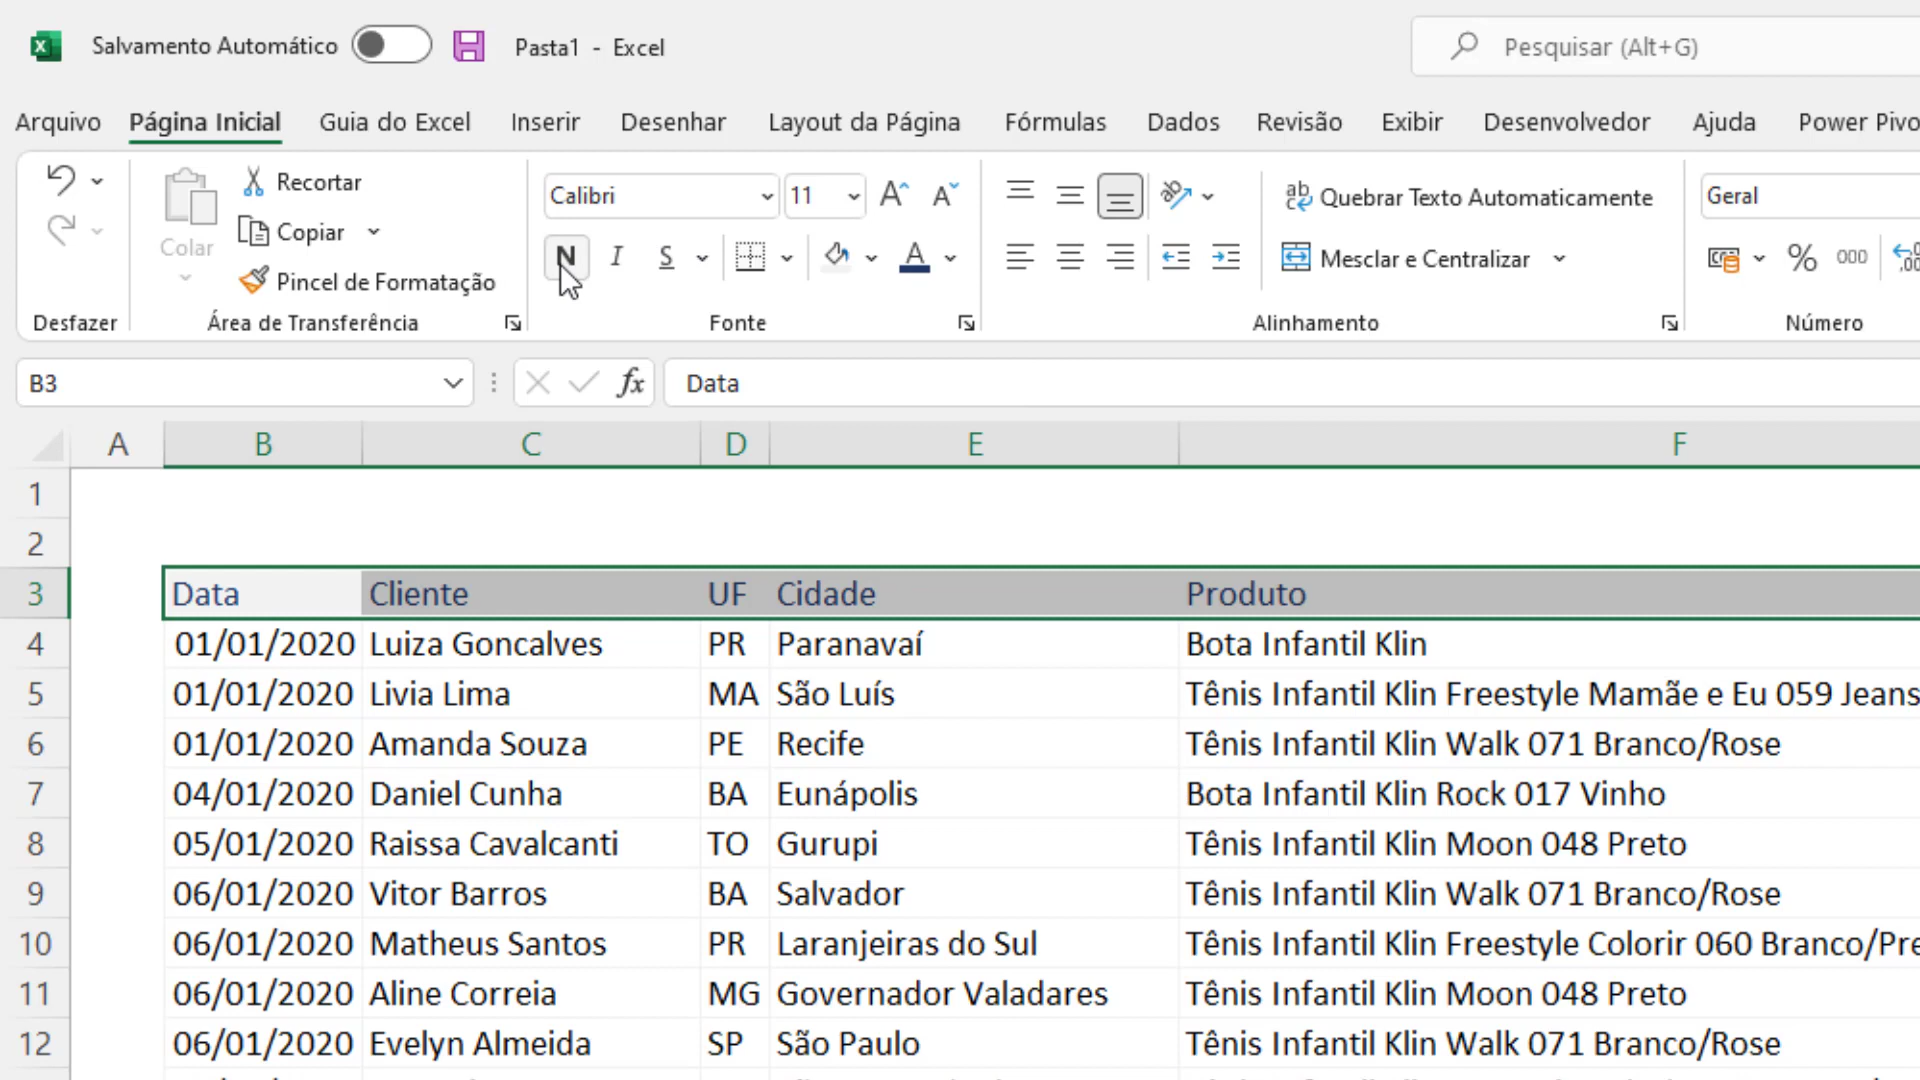 Salvamento Automático Pasta1 - Excel Pesquisar (Alt+G)
Arquivo Página Inicial Guia do Excel Inserir Desenhar Layout da Página Fórmulas Dados Revisão Exibir Desenvolvedor Ajuda Power Pivo
Recortar Calibri 11 Quebrar Texto Automaticamente Geral
Colar Copiar
Pincel de Formatação N I S A Mesclar e Centralizar % 000
Desfazer Área de Transferência Fonte Alinhamento Número
B3 fx Data
A B C D E F
1
2
3 Data Cliente UF Cidade Produto
4 01/01/2020 Luiza Goncalves PR Paranavaí Bota Infantil Klin
5 01/01/2020 Livia Lima MA São Luís Tênis Infantil Klin Freestyle Mamãe e Eu 059 Jeans
6 01/01/2020 Amanda Souza PE Recife Tênis Infantil Klin Walk 071 Branco/Rose
7 04/01/2020 Daniel Cunha BA Eunápolis Bota Infantil Klin Rock 017 Vinho
8 05/01/2020 Raissa Cavalcanti TO Gurupi Tênis Infantil Klin Moon 048 Preto
9 06/01/2020 Vitor Barros BA Salvador Tênis Infantil Klin Walk 071 Branco/Rose
10 06/01/2020 Matheus Santos PR Laranjeiras do Sul Tênis Infantil Klin Freestyle Colorir 060 Branco/Pre
11 06/01/2020 Aline Correia MG Governador Valadares Tênis Infantil Klin Moon 048 Preto
12 06/01/2020 Evelyn Almeida SP São Paulo Tênis Infantil Klin Walk 071 Branco/Rose